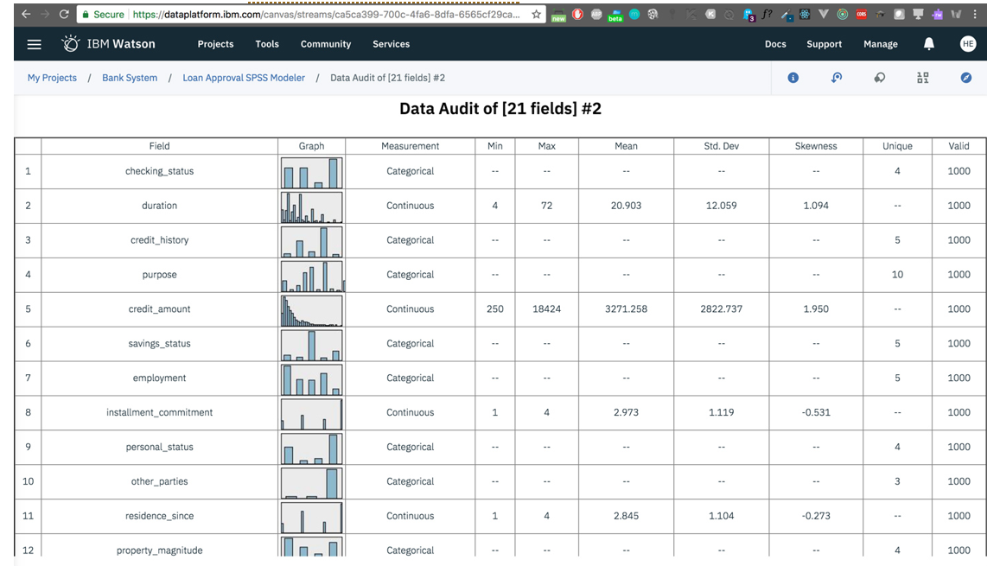 Secure https://dataplatform.ibm.com/canvas/streams/ca5ca399-700c-4fa6-8dfa-6565cf29ca...
new ABP beta 3 f? CORS
IBM Watson Projects Tools Community Services Docs Support Manage HE
My Projects / Bank System / Loan Approval SPSS Modeler / Data Audit of [21 fields] #2
Data Audit of [21 fields] #2
Field Graph Measurement Min Max Mean Std. Dev Skewness Unique Valid
1 checking_status Categorical -- -- -- -- -- 4 1000
2 duration Continuous 4 72 20.903 12.059 1.094 -- 1000
3 credit_history Categorical -- -- -- -- -- 5 1000
4 purpose Categorical -- -- -- -- -- 10 1000
5 credit_amount Continuous 250 18424 3271.258 2822.737 1.950 -- 1000
6 savings_status Categorical -- -- -- -- -- 5 1000
7 employment Categorical -- -- -- -- -- 5 1000
8 installment_commitment Continuous 1 4 2.973 1.119 -0.531 -- 1000
9 personal_status Categorical -- -- -- -- -- 4 1000
10 other_parties Categorical -- -- -- -- -- 3 1000
11 residence_since Continuous 1 4 2.845 1.104 -0.273 -- 1000
12 property_magnitude Categorical -- -- -- -- -- 4 1000